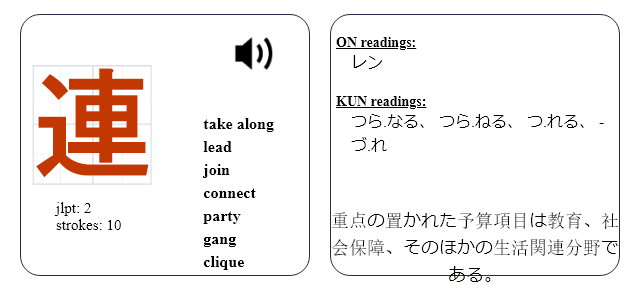 連
jlpt: 2
strokes: 10
take along
lead
join
connect
party
gang
clique
ON readings:
レン
KUN readings:
つら.なる、 つら.ねる、 つ.れる、 -
づ.れ
重点の置かれた予算項目は教育、社
会保障、そのほかの生活関連分野で
ある。